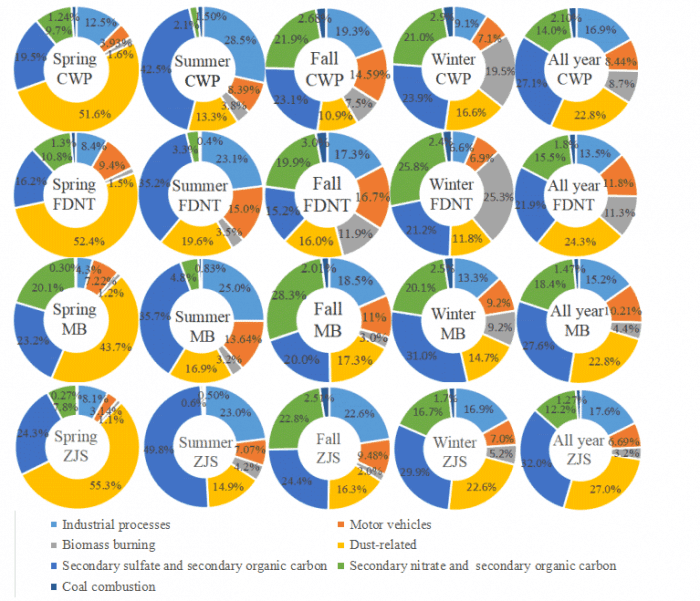 1.24% 12.5% 3.93% 1.6% 51.6% 19.5% 9.7%
Spring
CWP
1.50% 28.5% 8.39% 3.8% 13.3% 42.5% 2.1%
Summer
CWP
2.68% 19.3% 14.59% 7.5% 10.9% 23.1% 21.9%
Fall
CWP
2.9% 9.1% 7.1% 19.5% 16.6% 23.9% 21.0%
Winter
CWP
2.10% 16.9% 8.44% 8.7% 22.8% 27.1% 14.0%
All year
CWP
1.3% 8.4% 9.4% 1.5% 52.4% 16.2% 10.8%
Spring
FDNT
0.4% 23.1% 15.0% 3.5% 19.6% 35.2%
Summer
FDNT
17.3% 16.7% 11.9% 16.0% 15.2% 19.9%
Fall
FDNT
2.4% 6.6% 6.9% 25.3% 11.8% 21.2% 25.8%
Winter
FDNT
1.8% 13.5% 11.8% 11.3% 24.3% 21.9% 15.5%
All year
FDNT
0.30% 4.3% 7.22% 1.2% 43.7% 23.2% 20.1%
Spring
MB
0.83% 25.0% 13.64% 3.2% 16.9% 35.7% 4.8%
Summer
MB
2.01% 18.5% 11% 3.0% 17.3% 20.0% 28.3%
Fall
MB
2.5% 13.3% 9.2% 9.2% 14.7% 31.0% 20.1%
Winter
MB
1.47% 15.2% 10.21% 4.4% 22.8% 27.6% 18.4%
All year
MB
0.27% 8.1% 3.14% 1.1% 55.3% 24.3% 7.8%
Spring
ZJS
0.50% 23.0% 7.07% 4.2% 14.9% 49.8% 0.6%
Summer
ZJS
22.6% 9.48% 2.0% 16.3% 24.4% 22.8%
Fall
ZJS
1.7% 16.9% 7.0% 5.2% 22.6% 29.9% 16.7%
Winter
ZJS
1.27% 17.6% 6.69% 3.2% 27.0% 32.0% 12.2%
All year
ZJS
Industrial processes
Motor vehicles
Biomass burning
Dust-related
Secondary sulfate and secondary organic carbon
Secondary nitrate and secondary organic carbon
Coal combustion